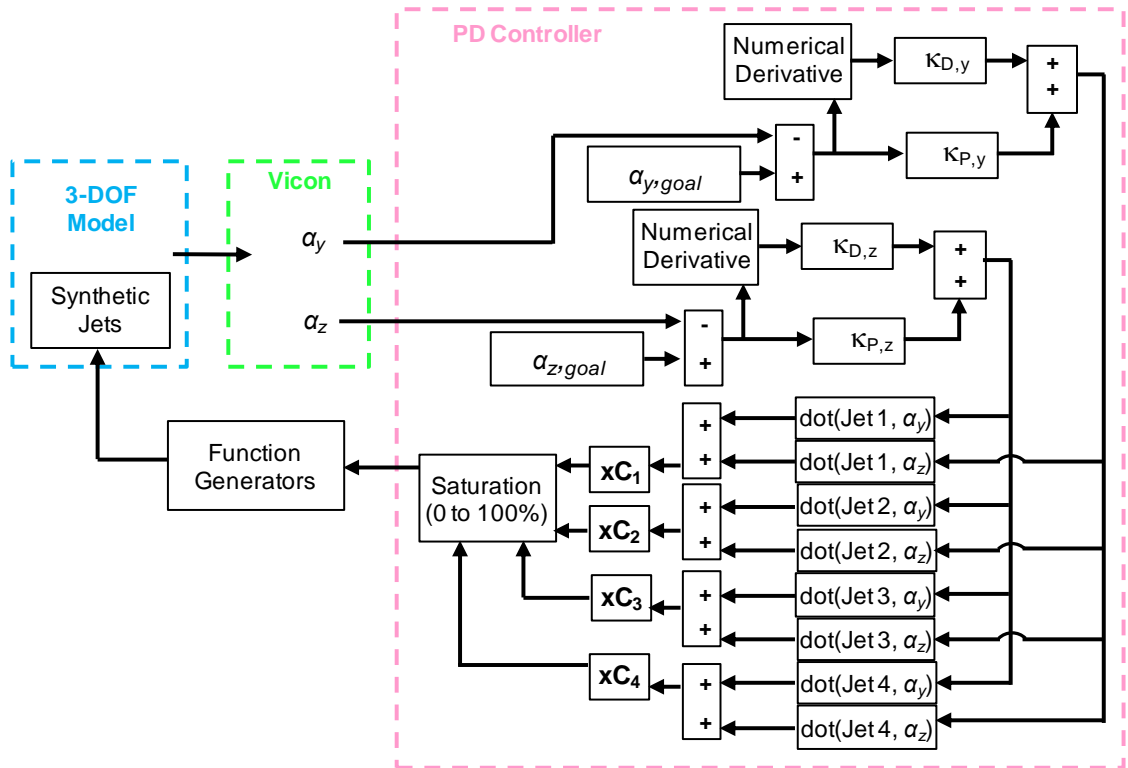 PD Controller
Numerical
Derivative
κD,y
+
+
-
+
κP,y
αy,goal
3-DOF
Model
Vicon
αy
Numerical
Derivative
κD,z
+
+
Synthetic
Jets
αz
-
+
κP,z
αz,goal
+
+
dot(Jet 1, αy)
dot(Jet 1, αz)
xC1
Function
Generators
Saturation
(0 to 100%)
+
+
dot(Jet 2, αy)
dot(Jet 2, αz)
xC2
+
+
dot(Jet 3, αy)
dot(Jet 3, αz)
xC3
+
+
dot(Jet 4, αy)
dot(Jet 4, αz)
xC4